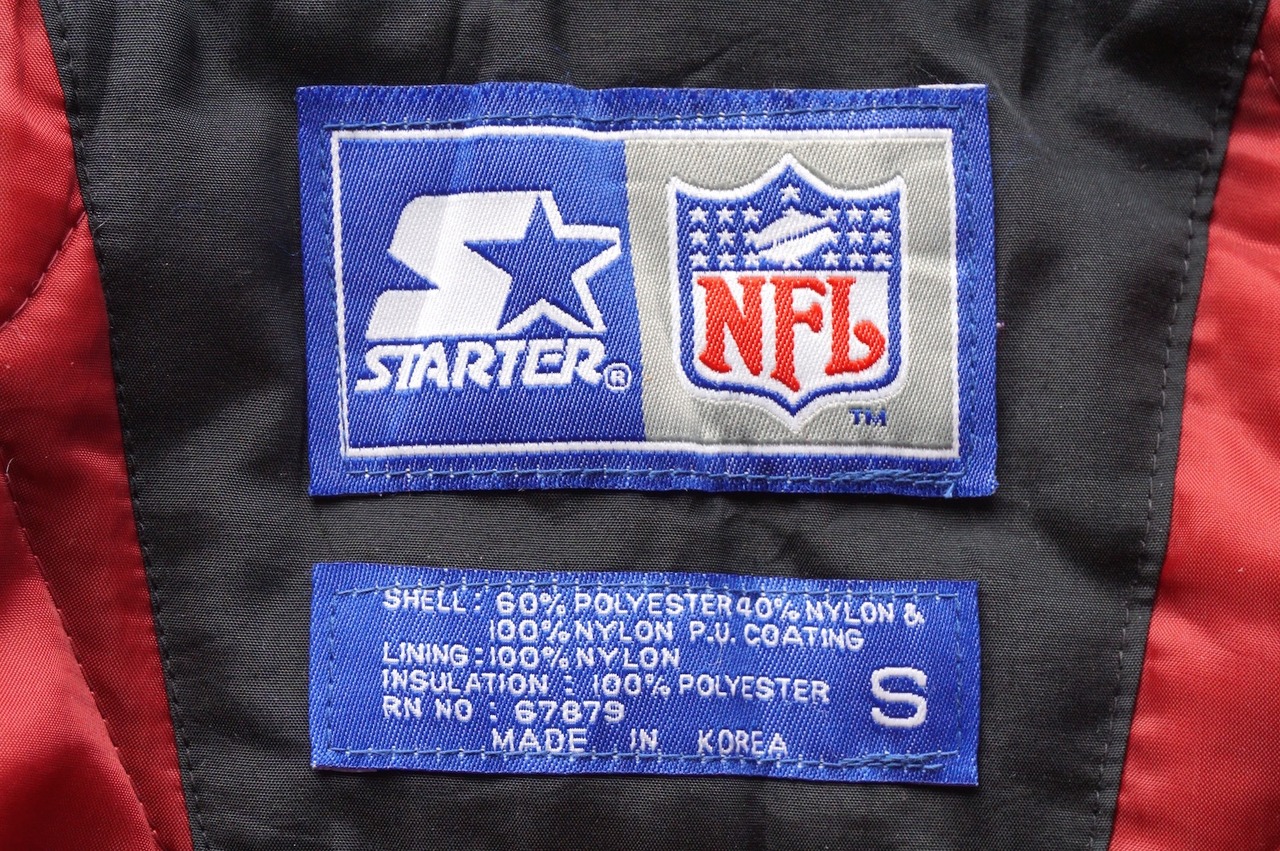 STARTER®
NFL
TM
SHELL: 60% POLYESTER 40% NYLON &
100% NYLON P.U. COATING
LINING: 100% NYLON
INSULATION : 100% POLYESTER
RN NO : 67879
MADE IN KOREA
S